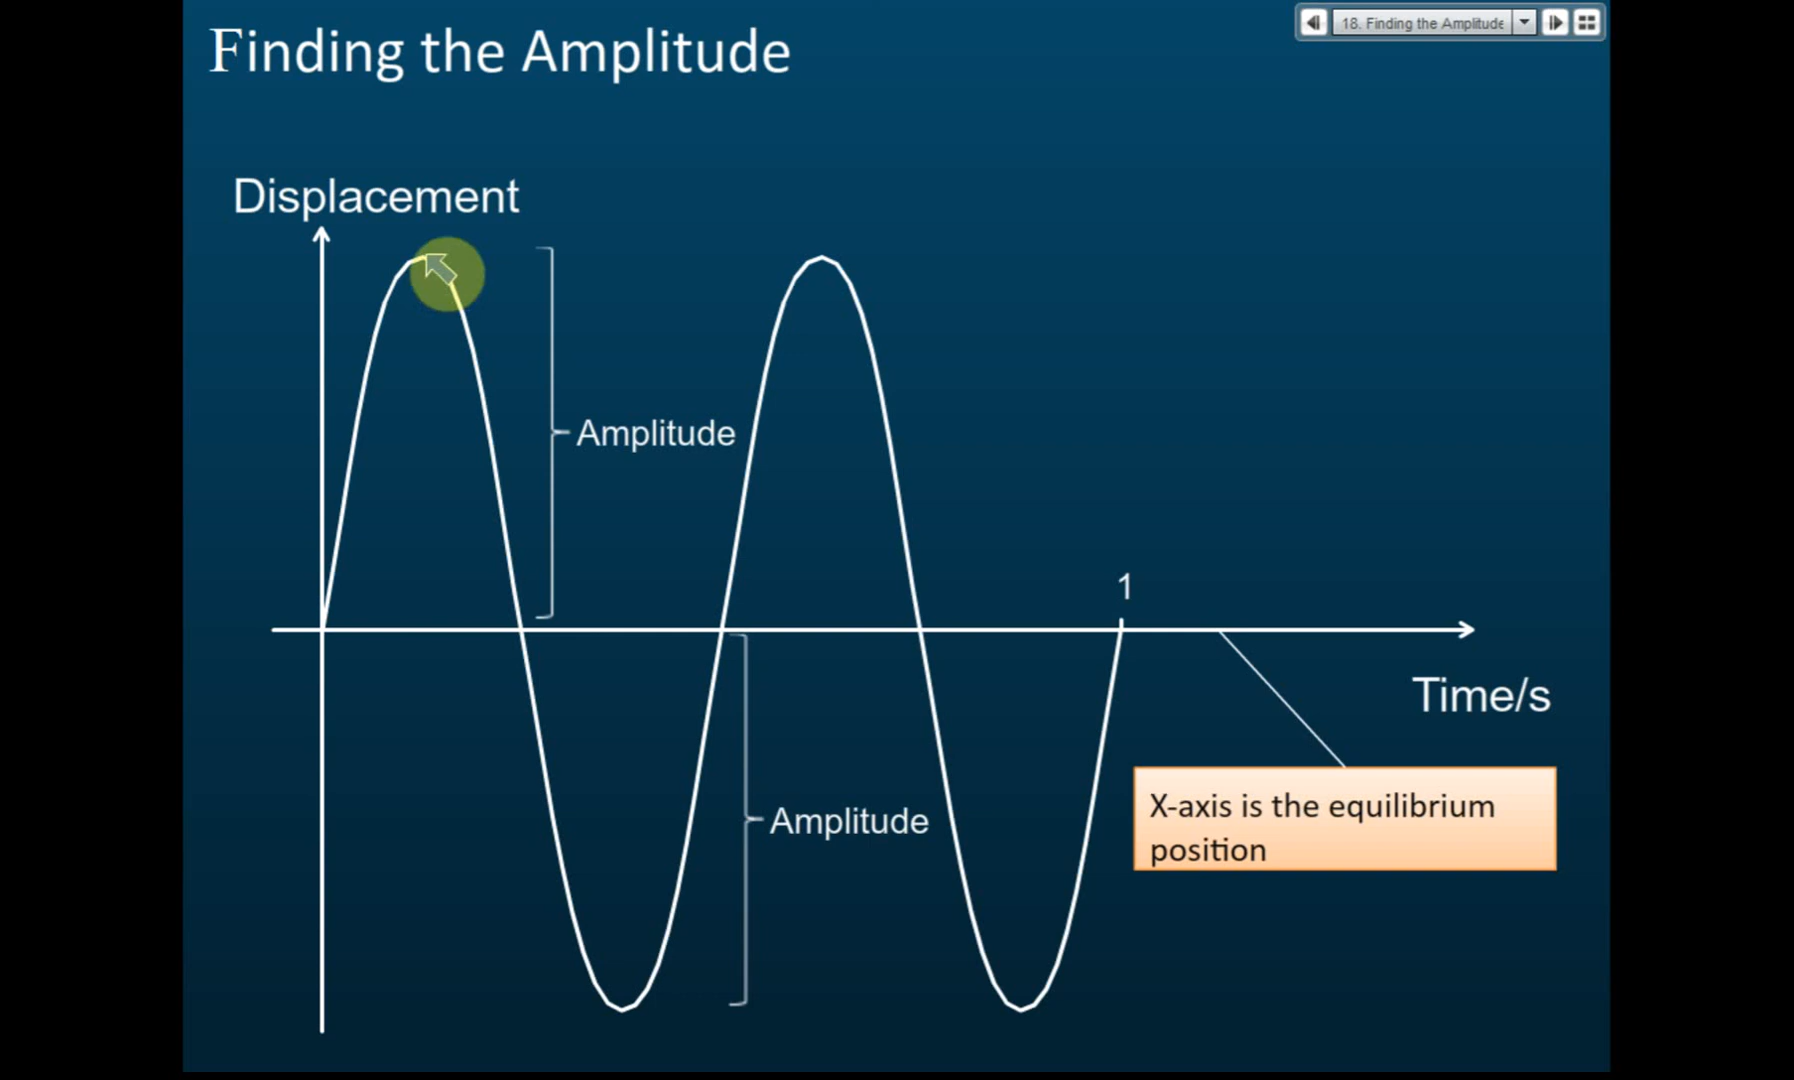 18. Finding the Amplitude
Finding the Amplitude
Displacement
Amplitude
1
Time/s
X-axis is the equilibrium
position
Amplitude